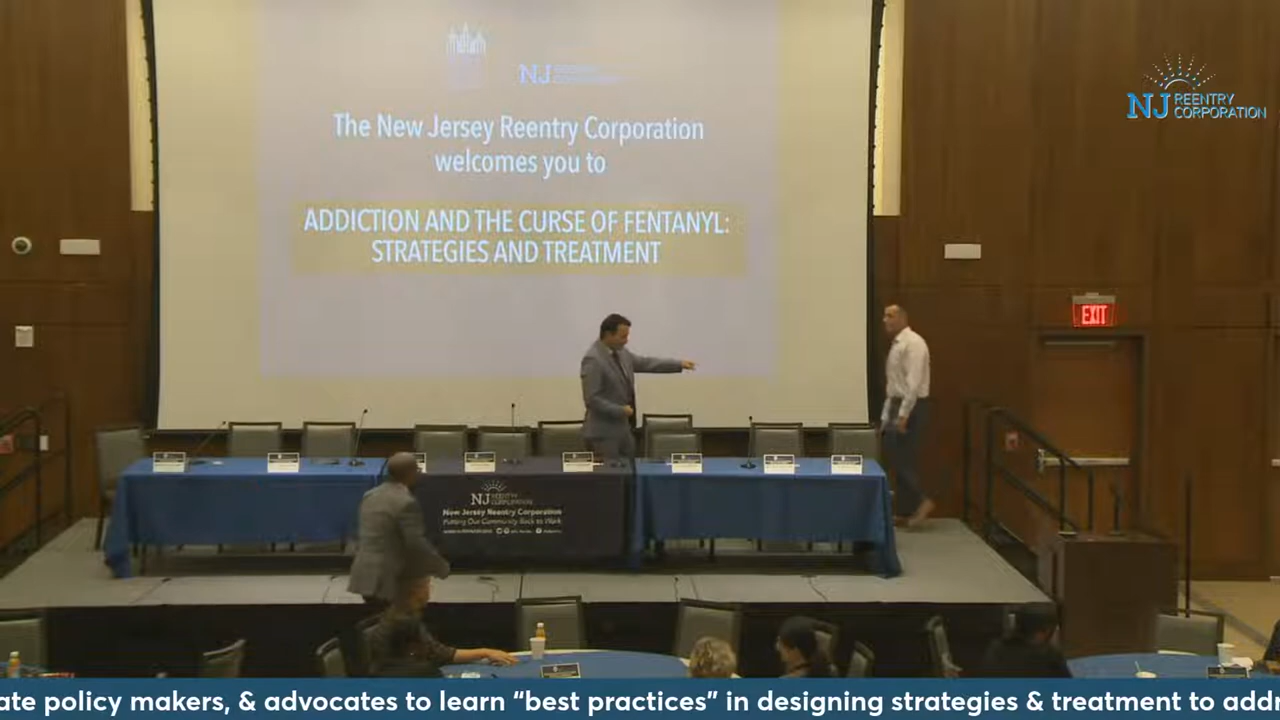 NJ
The New Jersey Reentry Corporation
welcomes you to
ADDICTION AND THE CURSE OF FENTANYL:
STRATEGIES AND TREATMENT
NJ REENTRY
CORPORATION
EXIT
NJ REENTRY
CORPORATION
New Jersey Reentry Corporation
Putting Our Community Back to Work
ate policy makers, & advocates to learn “best practices” in designing strategies & treatment to addr